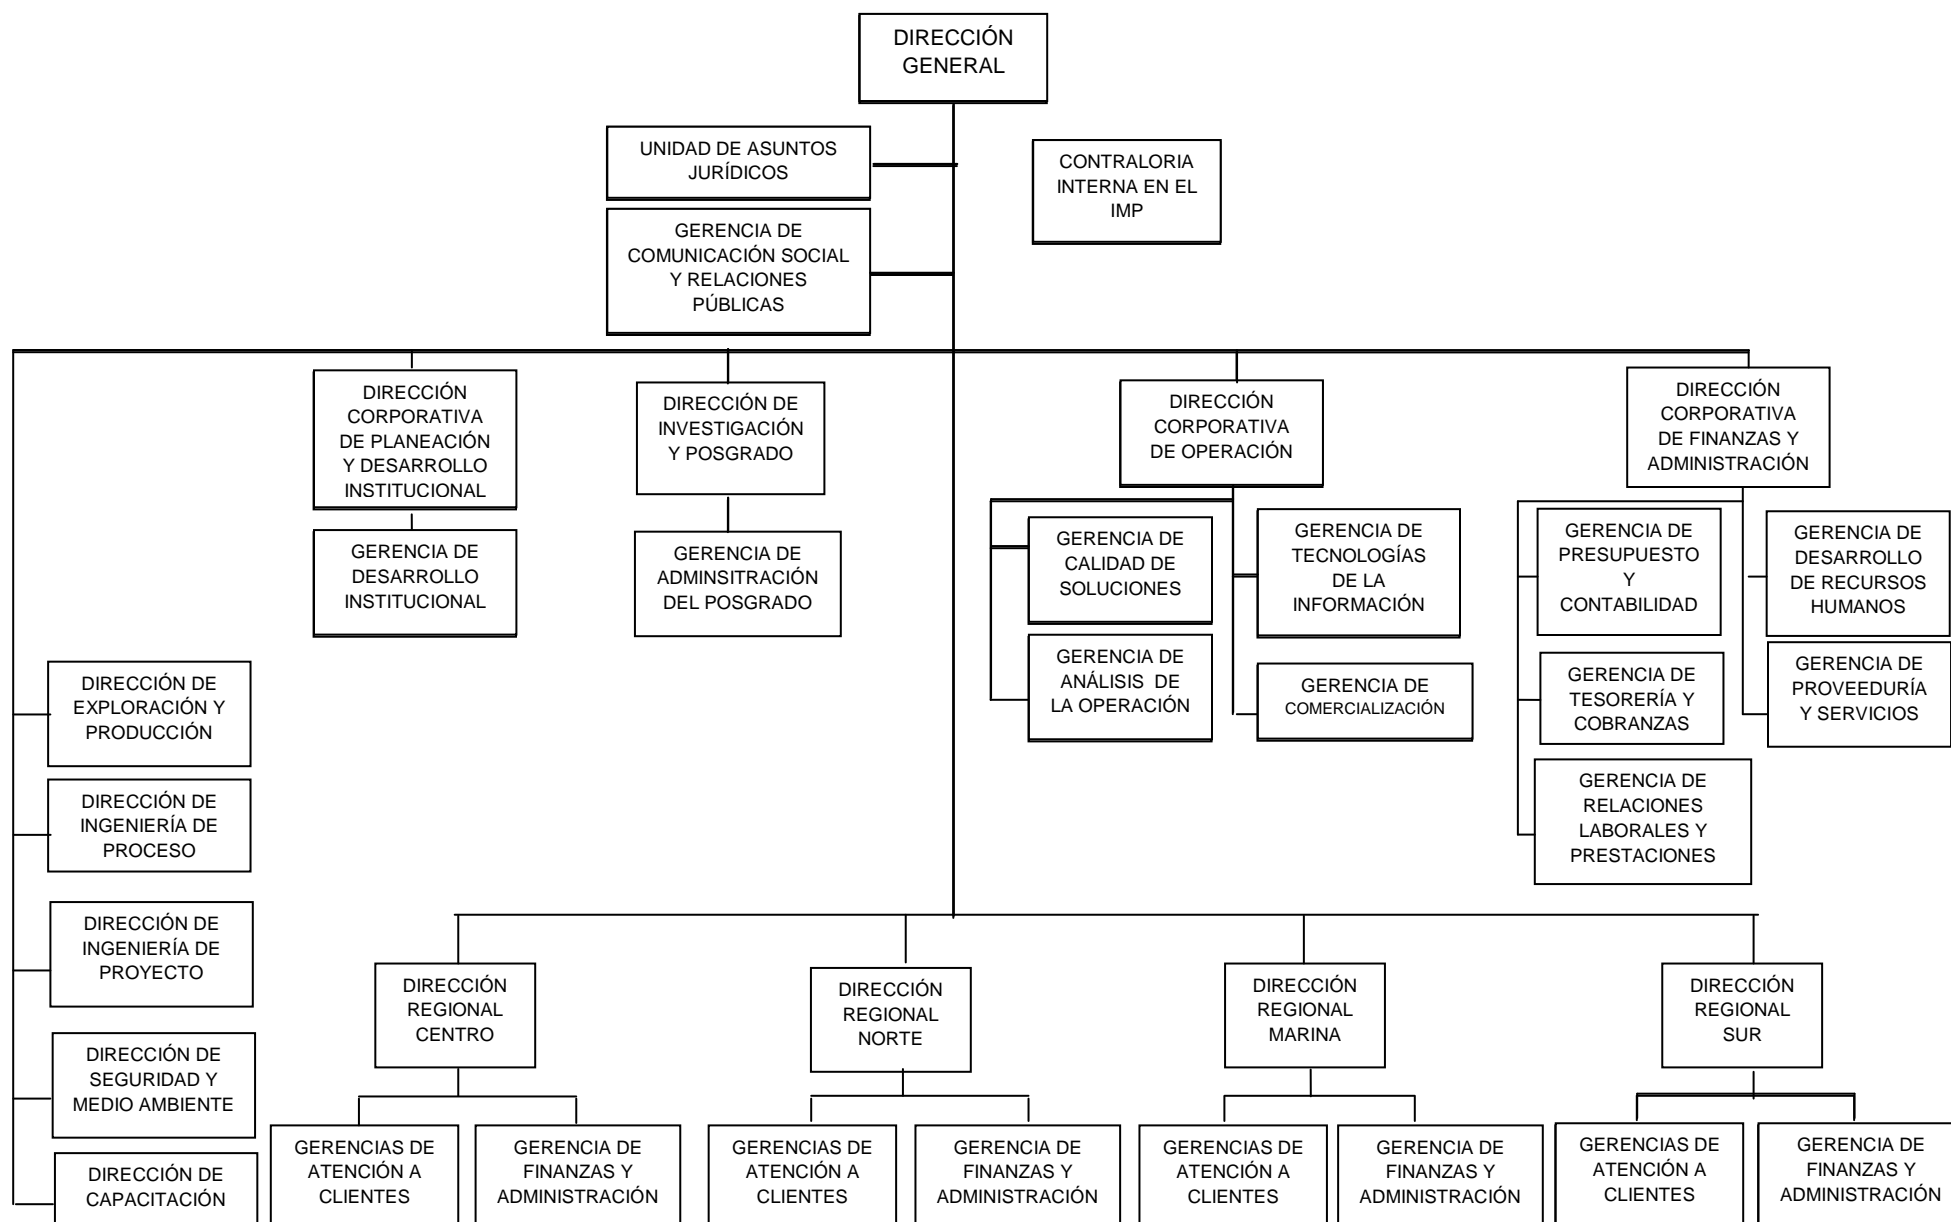 DIRECCIÓN
GENERAL
UNIDAD DE ASUNTOS
JURÍDICOS
CONTRALORIA
INTERNA EN EL
IMP
GERENCIA DE
COMUNICACIÓN SOCIAL
Y RELACIONES
PÚBLICAS
DIRECCIÓN
CORPORATIVA
DE PLANEACIÓN
Y DESARROLLO
INSTITUCIONAL
DIRECCIÓN DE
INVESTIGACIÓN
Y POSGRADO
DIRECCIÓN
CORPORATIVA
DE OPERACIÓN
DIRECCIÓN
CORPORATIVA
DE FINANZAS Y
ADMINISTRACIÓN
GERENCIA DE
DESARROLLO
INSTITUCIONAL
GERENCIA DE
ADMINSITRACIÓN
DEL POSGRADO
GERENCIA DE
CALIDAD DE
SOLUCIONES
GERENCIA DE
TECNOLOGÍAS
DE LA
INFORMACIÓN
GERENCIA DE
PRESUPUESTO
Y
CONTABILIDAD
GERENCIA DE
DESARROLLO
DE RECURSOS
HUMANOS
GERENCIA DE
ANÁLISIS DE
LA OPERACIÓN
GERENCIA DE
COMERCIALIZACIÓN
GERENCIA DE
TESORERÍA Y
COBRANZAS
GERENCIA DE
PROVEEDURÍA
Y SERVICIOS
GERENCIA DE
RELACIONES
LABORALES Y
PRESTACIONES
DIRECCIÓN DE
EXPLORACIÓN Y
PRODUCCIÓN
DIRECCIÓN DE
INGENIERÍA DE
PROCESO
DIRECCIÓN DE
INGENIERÍA DE
PROYECTO
DIRECCIÓN DE
SEGURIDAD Y
MEDIO AMBIENTE
DIRECCIÓN DE
CAPACITACIÓN
DIRECCIÓN
REGIONAL
CENTRO
DIRECCIÓN
REGIONAL
NORTE
DIRECCIÓN
REGIONAL
MARINA
DIRECCIÓN
REGIONAL
SUR
GERENCIAS DE
ATENCIÓN A
CLIENTES
GERENCIA DE
FINANZAS Y
ADMINISTRACIÓN
GERENCIAS DE
ATENCIÓN A
CLIENTES
GERENCIA DE
FINANZAS Y
ADMINISTRACIÓN
GERENCIAS DE
ATENCIÓN A
CLIENTES
GERENCIA DE
FINANZAS Y
ADMINISTRACIÓN
GERENCIAS DE
ATENCIÓN A
CLIENTES
GERENCIA DE
FINANZAS Y
ADMINISTRACIÓN